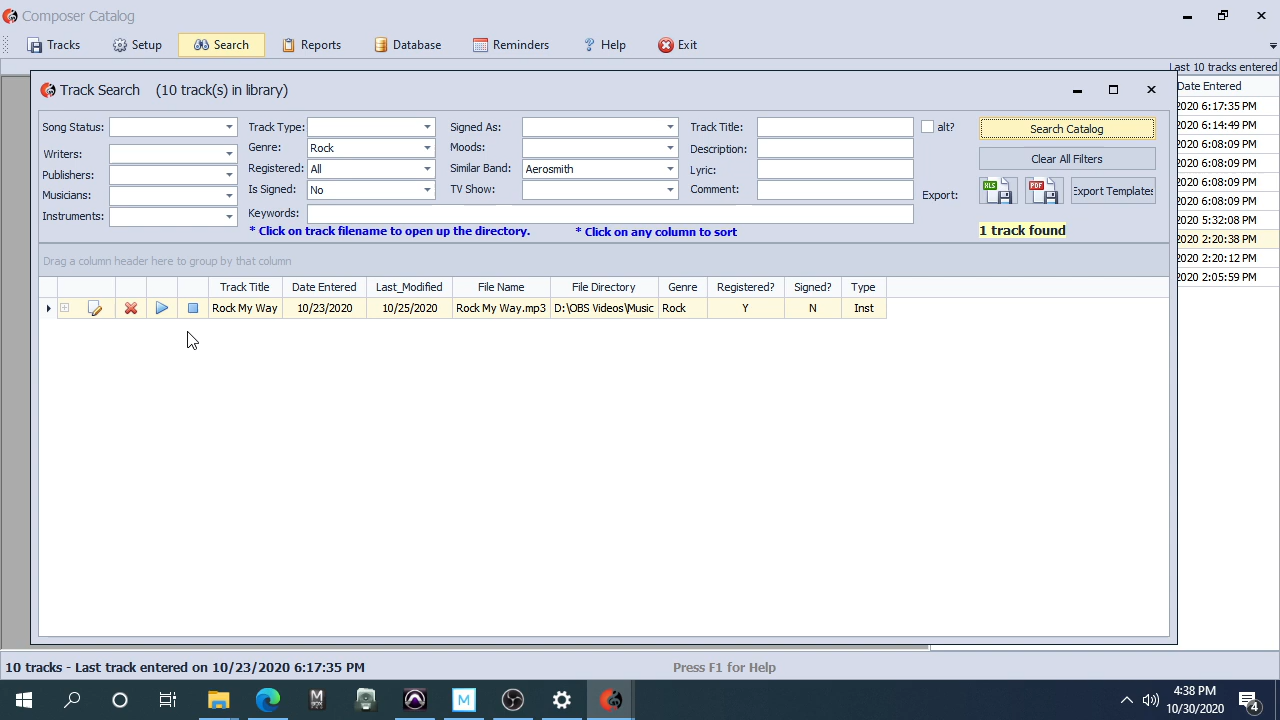 Composer Catalog
Tracks Setup Search Reports Database Reminders Help Exit
Last 10 tracks entered
Track Search (10 track(s) in library)
Date Entered
Song Status: Track Type: Signed As: Track Title: alt? Search Catalog
Writers: Genre: Rock Moods: Description: Clear All Filters
Publishers: Registered: All Similar Band: Aerosmith Lyric:
Musicians: Is Signed: No TV Show: Comment: Export: XLS PDF Export Templates
Instruments: Keywords:
* Click on track filename to open up the directory. * Click on any column to sort 1 track found
Drag a column header here to group by that column
Track Title Date Entered Last_Modified File Name File Directory Genre Registered? Signed? Type
Rock My Way 10/23/2020 10/25/2020 Rock My Way.mp3 D:\OBS Videos\Music Rock Y N Inst
2020 6:17:35 PM
2020 6:14:49 PM
2020 6:08:09 PM
2020 6:08:09 PM
2020 6:08:09 PM
2020 6:08:09 PM
2020 5:32:08 PM
2020 2:20:38 PM
2020 2:20:12 PM
2020 2:05:59 PM
10 tracks - Last track entered on 10/23/2020 6:17:35 PM Press F1 for Help
M
4:38 PM
10/30/2020
4